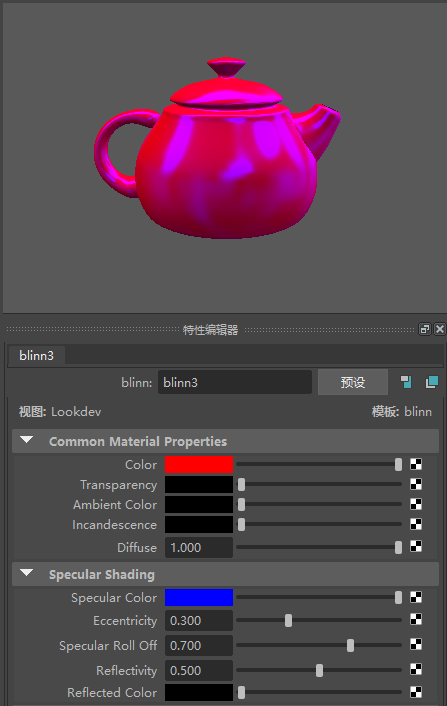 特性编辑器
blinn3
blinn: blinn3 预设
视图: Lookdev 模板: blinn
Common Material Properties
Color
Transparency
Ambient Color
Incandescence
Diffuse 1.000
Specular Shading
Specular Color
Eccentricity 0.300
Specular Roll Off 0.700
Reflectivity 0.500
Reflected Color